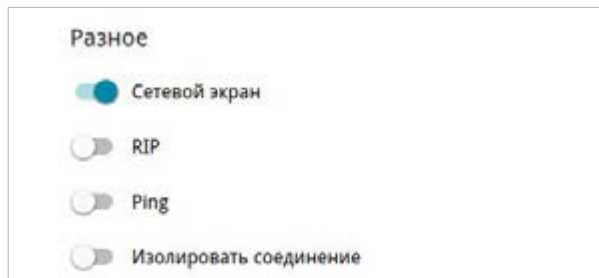 Разное
Сетевой экран
RIP
Ping
Изолировать соединение